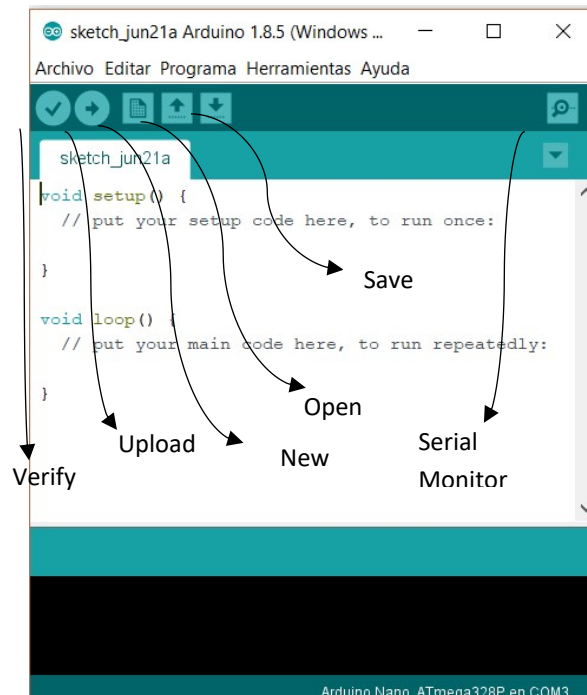 sketch_jun21a Arduino 1.8.5 (Windows ...
Archivo Editar Programa Herramientas Ayuda
sketch_jun21a
void setup() {
// put your setup code here, to run once:
}
Save
void loop() {
// put your main code here, to run repeatedly:
}
Open
Upload
New
Serial
Monitor
Verify
Arduino Nano, ATmega328P en COM3